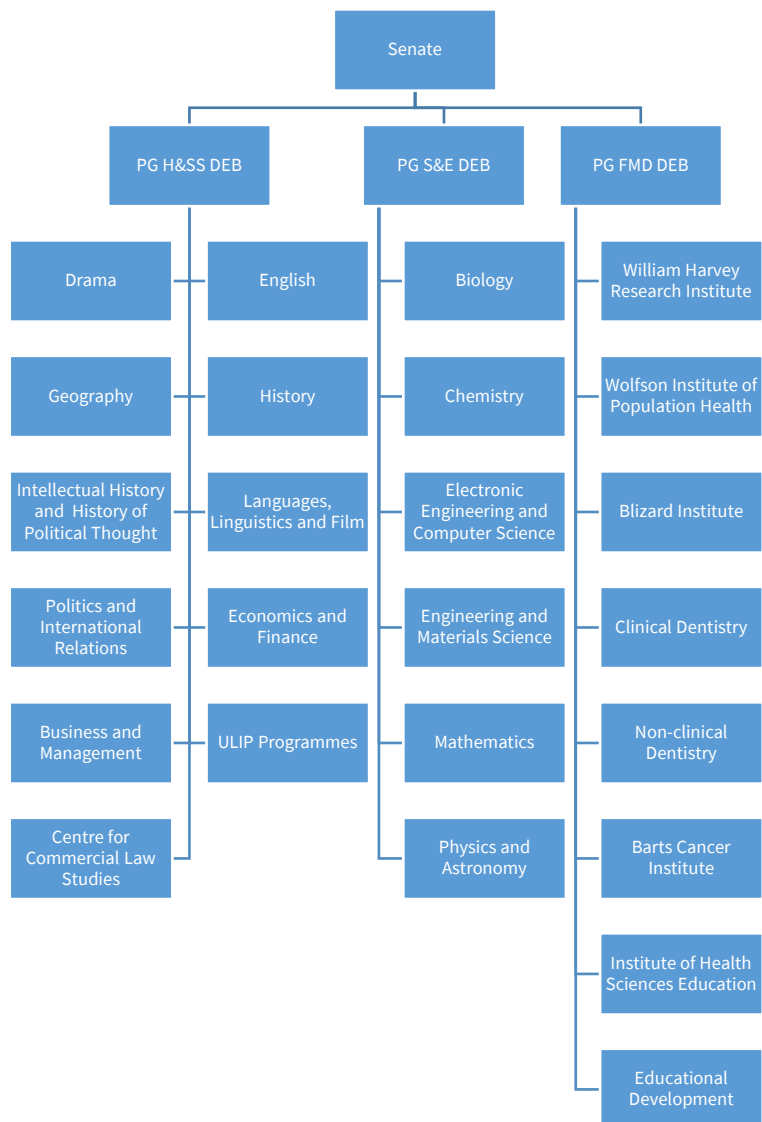 Senate
PG H&SS DEB
PG S&E DEB
PG FMD DEB
Drama
English
Geography
History
Intellectual History
and History of
Political Thought
Languages,
Linguistics and Film
Politics and
International
Relations
Economics and
Finance
Business and
Management
ULIP Programmes
Centre for
Commercial Law
Studies
Biology
Chemistry
Electronic
Engineering and
Computer Science
Engineering and
Materials Science
Mathematics
Physics and
Astronomy
William Harvey
Research Institute
Wolfson Institute of
Population Health
Blizard Institute
Clinical Dentistry
Non-clinical
Dentistry
Barts Cancer
Institute
Institute of Health
Sciences Education
Educational
Development